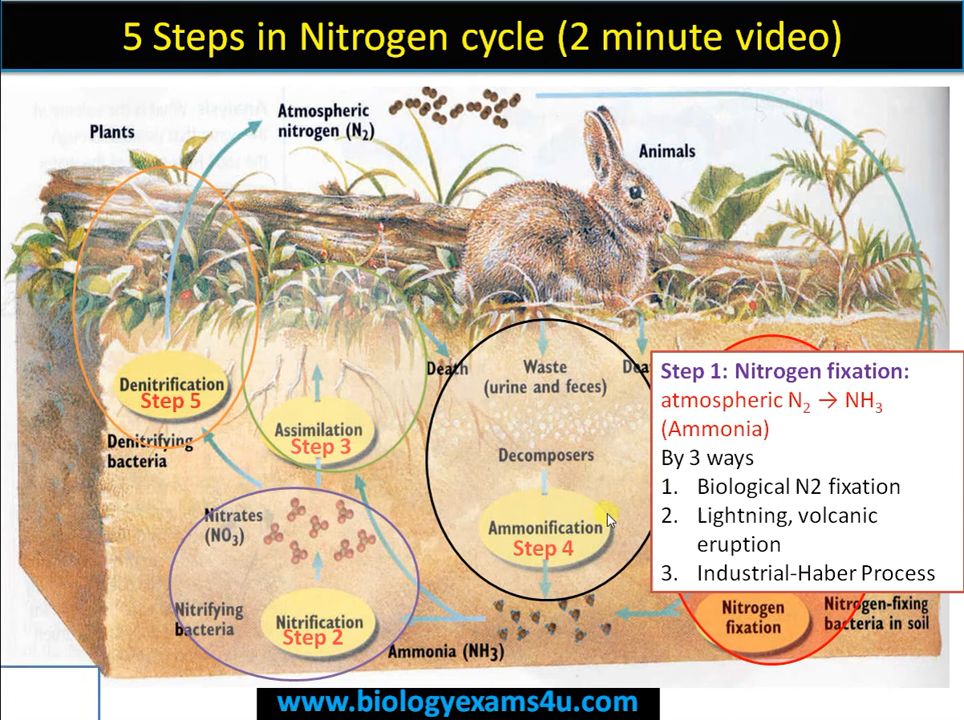 5 Steps in Nitrogen cycle (2 minute video)
Atmospheric
nitrogen (N2)
Plants
Animals
Death
Waste
(urine and feces)
Dea
Step 1: Nitrogen fixation:
atmospheric N2 → NH3
(Ammonia)
By 3 ways
1. Biological N2 fixation
2. Lightning, volcanic
eruption
3. Industrial-Haber Process
Denitrification
Step 5
Denitrifying
bacteria
Assimilation
Step 3
Decomposers
Ammonification
Step 4
Nitrates
(NO3)
Nitrifying
bacteria
Nitrification
Step 2
Ammonia (NH3)
Nitrogen
fixation
Nitrogen-fixing
bacteria in soil
www.biologyexams4u.com